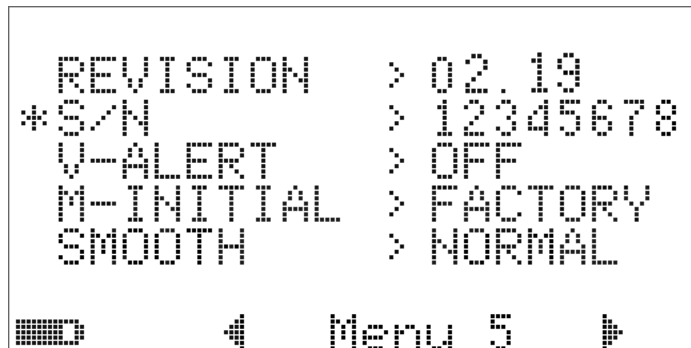 REVISION > 02.19
*S/N > 12345678
V-ALERT > OFF
M-INITIAL > FACTORY
SMOOTH > NORMAL
Menu 5